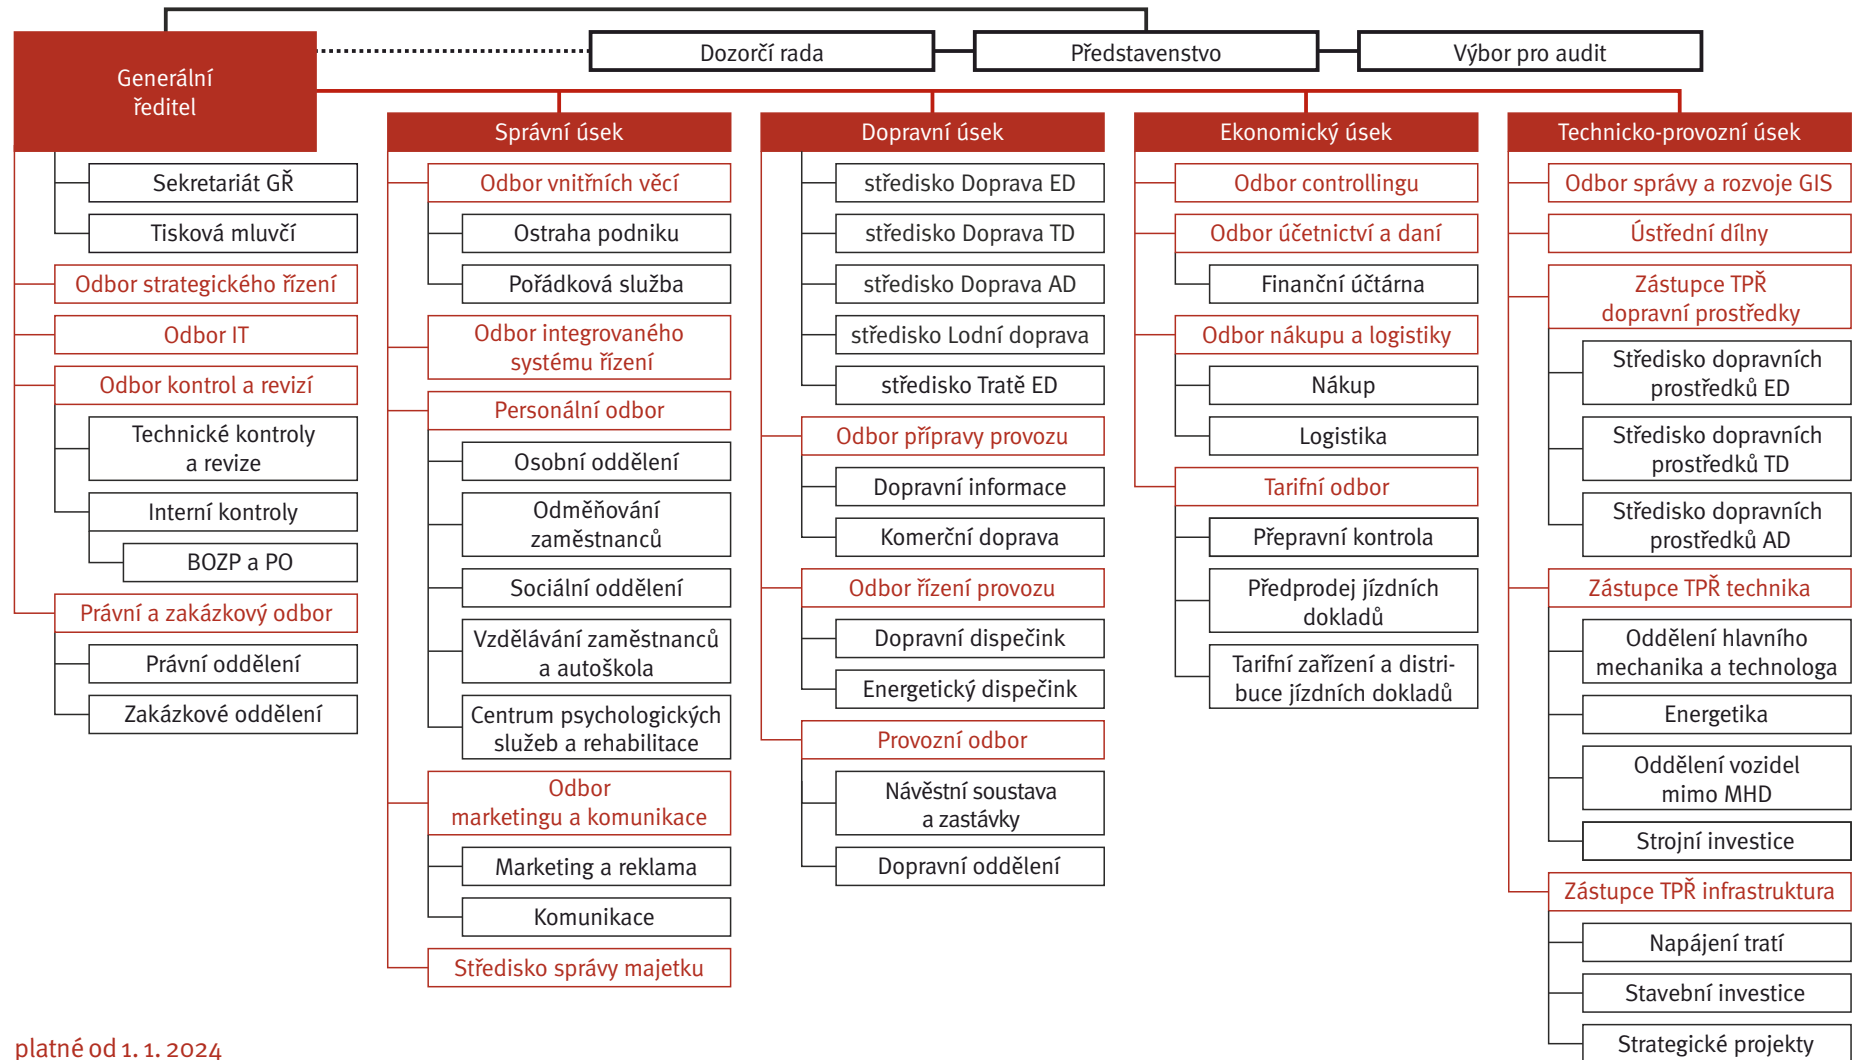 Generální
ředitel
Dozorčí rada
Představenstvo
Výbor pro audit
Sekretariát GŘ
Tisková mluvčí
Odbor strategického řízení
Odbor IT
Odbor kontrol a revizí
Technické kontroly
a revize
Interní kontroly
BOZP a PO
Právní a zakázkový odbor
Právní oddělení
Zakázkové oddělení
Správní úsek
Odbor vnitřních věcí
Ostraha podniku
Pořádková služba
Odbor integrovaného
systému řízení
Personální odbor
Osobní oddělení
Odměňování
zaměstnanců
Sociální oddělení
Vzdělávání zaměstnanců
a autoškola
Centrum psychologických
služeb a rehabilitace
Odbor
marketingu a komunikace
Marketing a reklama
Komunikace
Středisko správy majetku
Dopravní úsek
středisko Doprava ED
středisko Doprava TD
středisko Doprava AD
středisko Lodní doprava
středisko Tratě ED
Odbor přípravy provozu
Dopravní informace
Komerční doprava
Odbor řízení provozu
Dopravní dispečink
Energetický dispečink
Provozní odbor
Návěstní soustava
a zastávky
Dopravní oddělení
Ekonomický úsek
Odbor controllingu
Odbor účetnictví a daní
Finanční účtárna
Odbor nákupu a logistiky
Nákup
Logistika
Tarifní odbor
Přepravní kontrola
Předprodej jízdních
dokladů
Tarifní zařízení a distri-
buce jízdních dokladů
Technicko-provozní úsek
Odbor správy a rozvoje GIS
Ústřední dílny
Zástupce TPŘ
dopravní prostředky
Středisko dopravních
prostředků ED
Středisko dopravních
prostředků TD
Středisko dopravních
prostředků AD
Zástupce TPŘ technika
Oddělení hlavního
mechanika a technologa
Energetika
Oddělení vozidel
mimo MHD
Strojní investice
Zástupce TPŘ infrastruktura
Napájení tratí
Stavební investice
Strategické projekty
platné od 1. 1. 2024